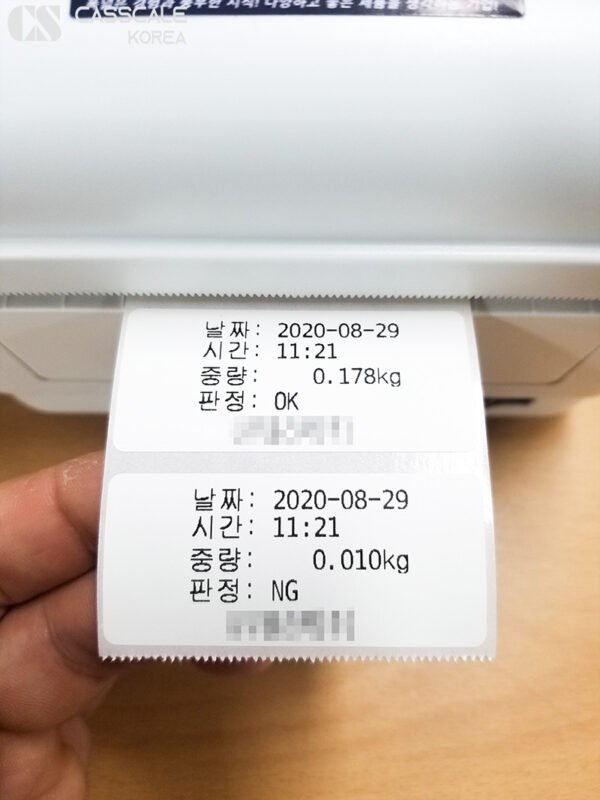 CASSCALE
KOREA
날짜: 2020-08-29
시간: 11:21
중량: 0.178kg
판정: OK
날짜: 2020-08-29
시간: 11:21
중량: 0.010kg
판정: NG